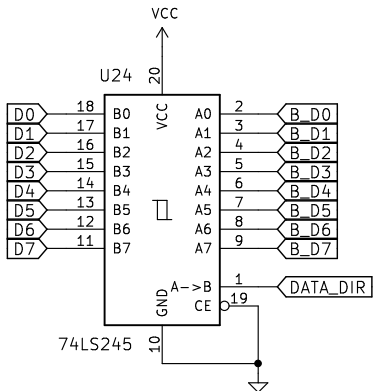 VCC
U24
20
VCC
D0 18 B0 A0 2 B_D0
D1 17 B1 A1 3 B_D1
D2 16 B2 A2 4 B_D2
D3 15 B3 A3 5 B_D3
D4 14 B4 A4 6 B_D4
D5 13 B5 A5 7 B_D5
D6 12 B6 A6 8 B_D6
D7 11 B7 A7 9 B_D7
A->B 1 DATA_DIR
CE 19
GND
74LS245
10